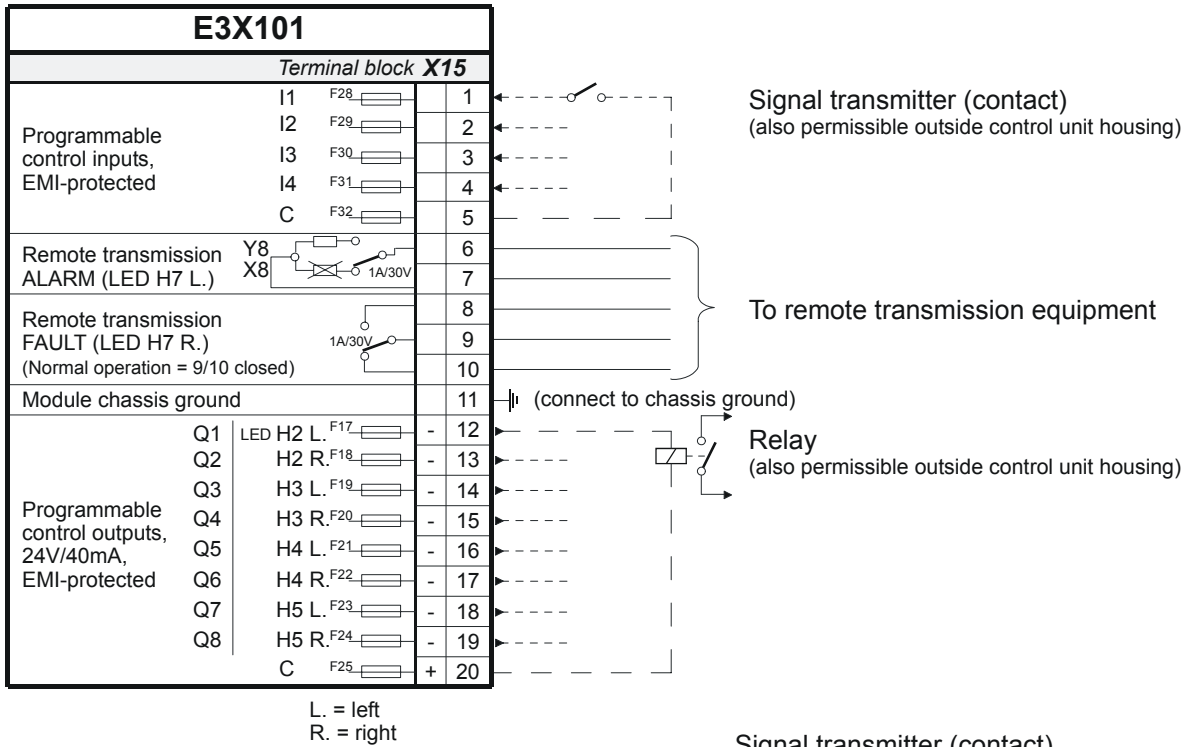 E3X101
Terminal block X15
I1 F28 1
I2 F29 2
I3 F30 3
I4 F31 4
C F32 5
Programmable
control inputs,
EMI-protected
Signal transmitter (contact)
(also permissible outside control unit housing)
Remote transmission
ALARM (LED H7 L.)
Y8
X8
1A/30V
6
7
Remote transmission
FAULT (LED H7 R.)
(Normal operation = 9/10 closed)
1A/30V
8
9
10
To remote transmission equipment
Module chassis ground 11 (connect to chassis ground)
Programmable
control outputs,
24V/40mA,
EMI-protected
Q1 LED H2 L. F17 - 12
Q2 H2 R. F18 - 13
Q3 H3 L. F19 - 14
Q4 H3 R. F20 - 15
Q5 H4 L. F21 - 16
Q6 H4 R. F22 - 17
Q7 H5 L. F23 - 18
Q8 H5 R. F24 - 19
C F25 + 20
Relay
(also permissible outside control unit housing)
L. = left
R. = right
Signal transmitter (contact)